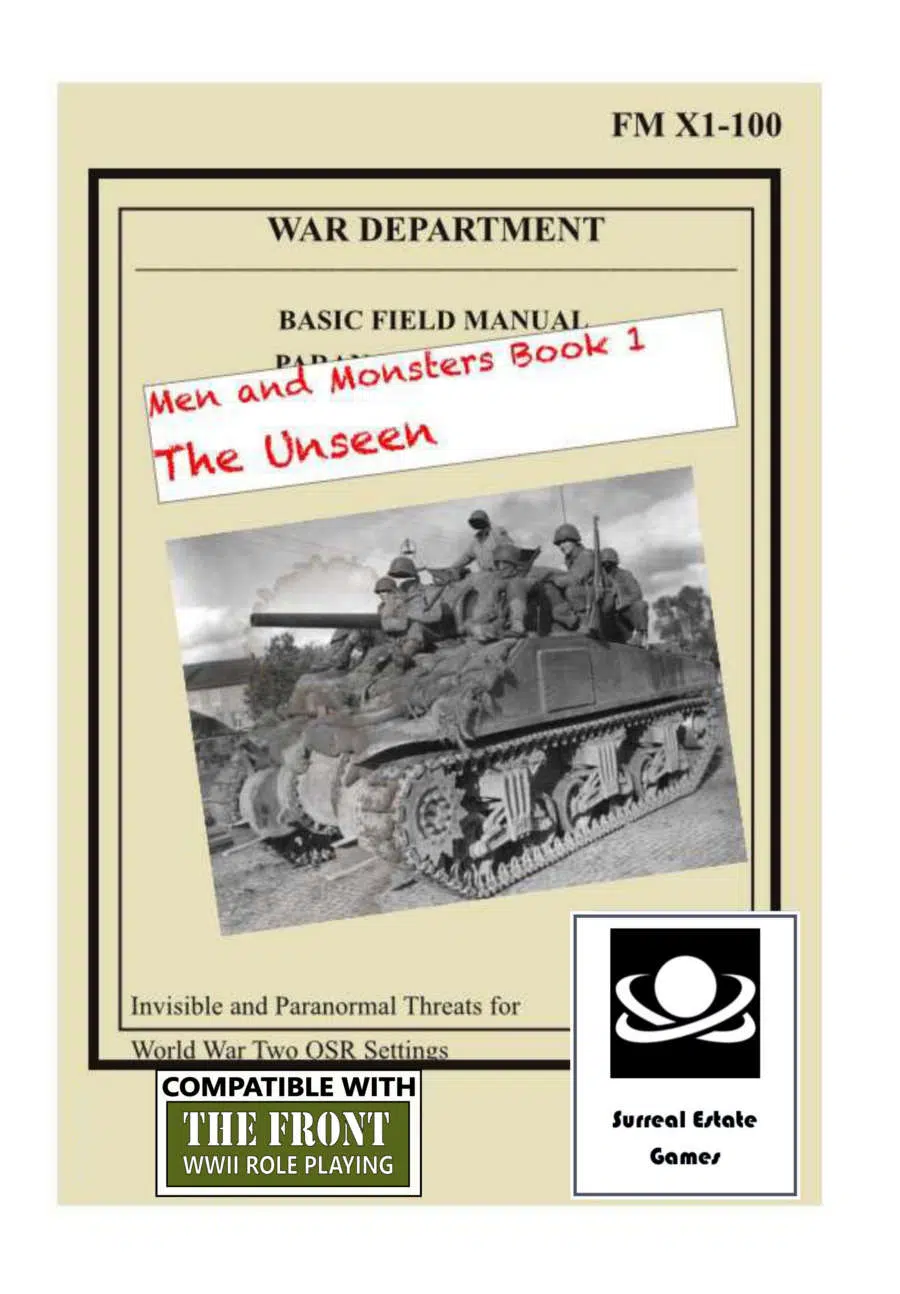 FM X1-100
WAR DEPARTMENT
BASIC FIELD MANUAL
Men and Monsters Book 1
The Unseen
Invisible and Paranormal Threats for
World War Two OSR Settings
COMPATIBLE WITH
THE FRONT
WWII ROLE PLAYING
Surreal Estate
Games